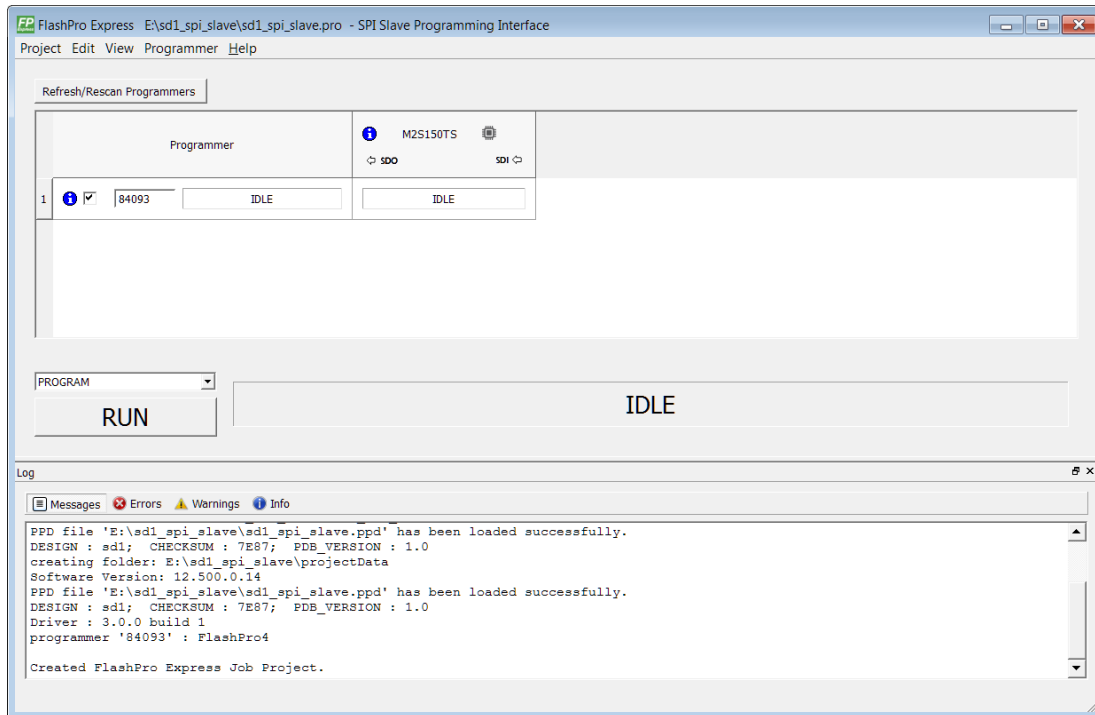 FP FlashPro Express E:\sd1_spi_slave\sd1_spi_slave.pro - SPI Slave Programming Interface
Project Edit View Programmer Help
Refresh/Rescan Programmers
Programmer
M2S150TS
SDO SDI
1 84093 IDLE IDLE
PROGRAM
RUN
IDLE
Log
Messages Errors Warnings Info
PPD file 'E:\sd1_spi_slave\sd1_spi_slave.ppd' has been loaded successfully.
DESIGN : sd1; CHECKSUM : 7E87; PDB_VERSION : 1.0
creating folder: E:\sd1_spi_slave\projectData
Software Version: 12.500.0.14
PPD file 'E:\sd1_spi_slave\sd1_spi_slave.ppd' has been loaded successfully.
DESIGN : sd1; CHECKSUM : 7E87; PDB_VERSION : 1.0
Driver : 3.0.0 build 1
programmer '84093' : FlashPro4
Created FlashPro Express Job Project.